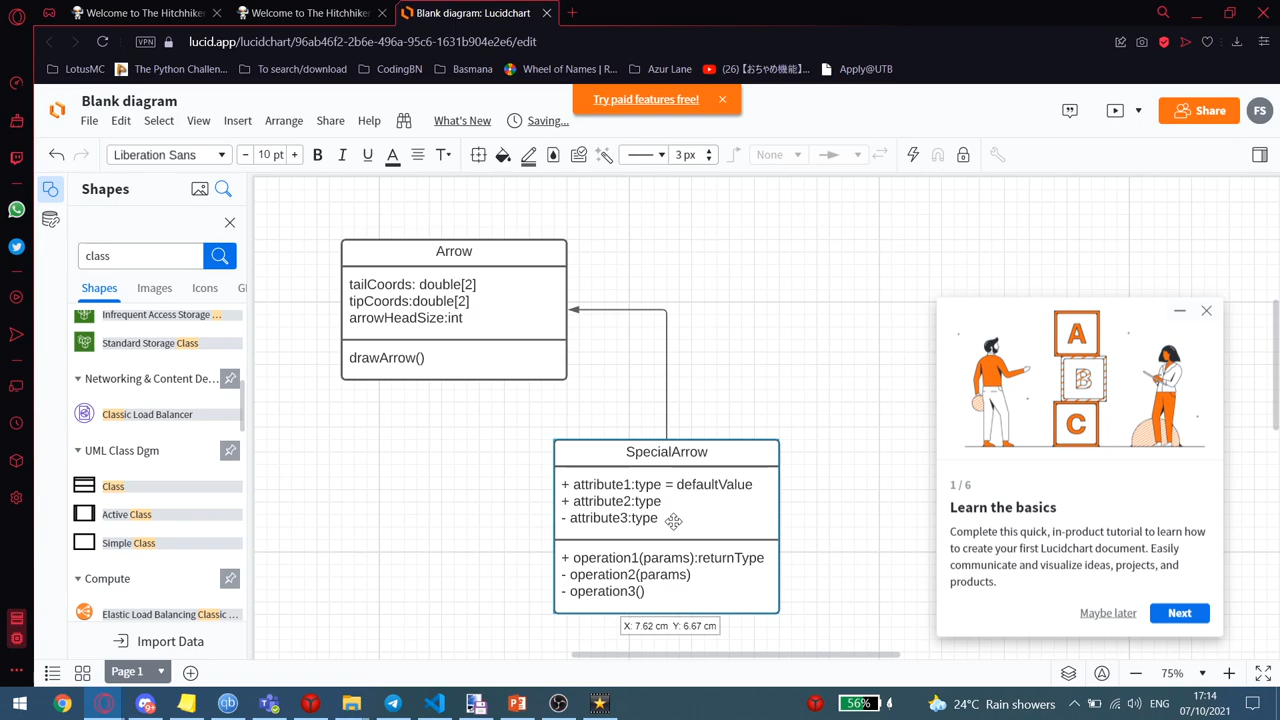 Welcome to The Hitchhiker
Welcome to The Hitchhiker
Blank diagram: Lucidchart
VPN
lucid.app/lucidchart/96ab46f2-2b6e-496a-95c6-1631b904e2e6/edit
LotusMC
The Python Challen...
To search/download
CodingBN
Basmana
Wheel of Names | R...
Azur Lane
(26) 【おちゃめ機能】...
Apply@UTB
Blank diagram
Try paid features free!
File Edit Select View Insert Arrange Share Help What's New Saving...
Share
FS
Liberation Sans
− 10 pt +
B I U A T
3 px
None
Shapes
class
Shapes Images Icons G
Infrequent Access Storage ...
Standard Storage Class
Networking & Content De...
Classic Load Balancer
UML Class Dgm
Class
Active Class
Simple Class
Compute
Elastic Load Balancing Classic ...
Import Data
Arrow
tailCoords: double[2]
tipCoords:double[2]
arrowHeadSize:int
drawArrow()
SpecialArrow
+ attribute1:type = defaultValue
+ attribute2:type
- attribute3:type
+ operation1(params):returnType
- operation2(params)
- operation3()
X: 7.62 cm Y: 6.67 cm
A
B
C
1 / 6
Learn the basics
Complete this quick, in-product tutorial to learn how
to create your first Lucidchart document. Easily
communicate and visualize ideas, projects, and
products.
Maybe later
Next
Page 1
75%
56%
24°C Rain showers
ENG
17:14
07/10/2021